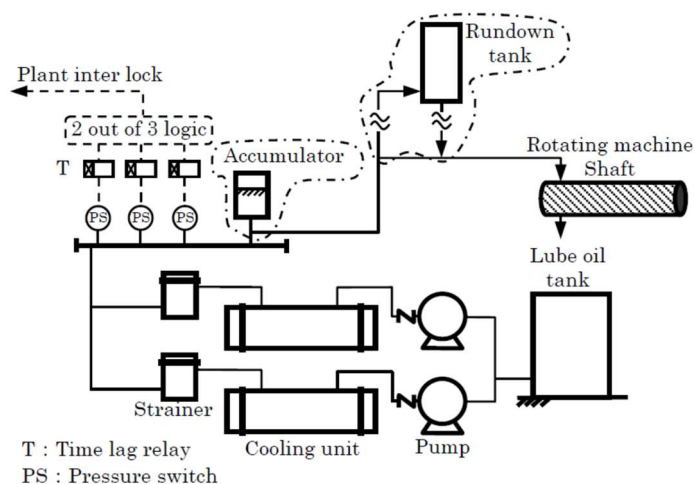 Rundown
tank
Plant inter lock
2 out of 3 logic
Accumulator
Rotating machine
Shaft
T
PS
PS
PS
Lube oil
tank
Strainer
Cooling unit
Pump
T : Time lag relay
PS : Pressure switch